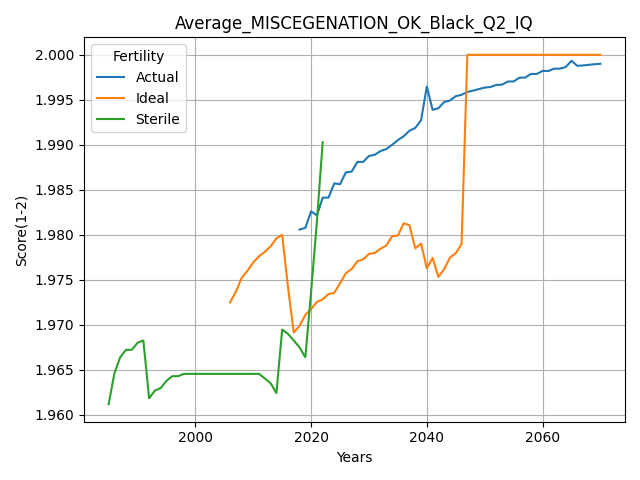 Average_MISCEGENATION_OK_Black_Q2_IQ
Fertility
Actual
Ideal
Sterile
2.000
1.995
1.990
1.985
1.980
1.975
1.970
1.965
1.960
Score(1-2)
2000 2020 2040 2060
Years